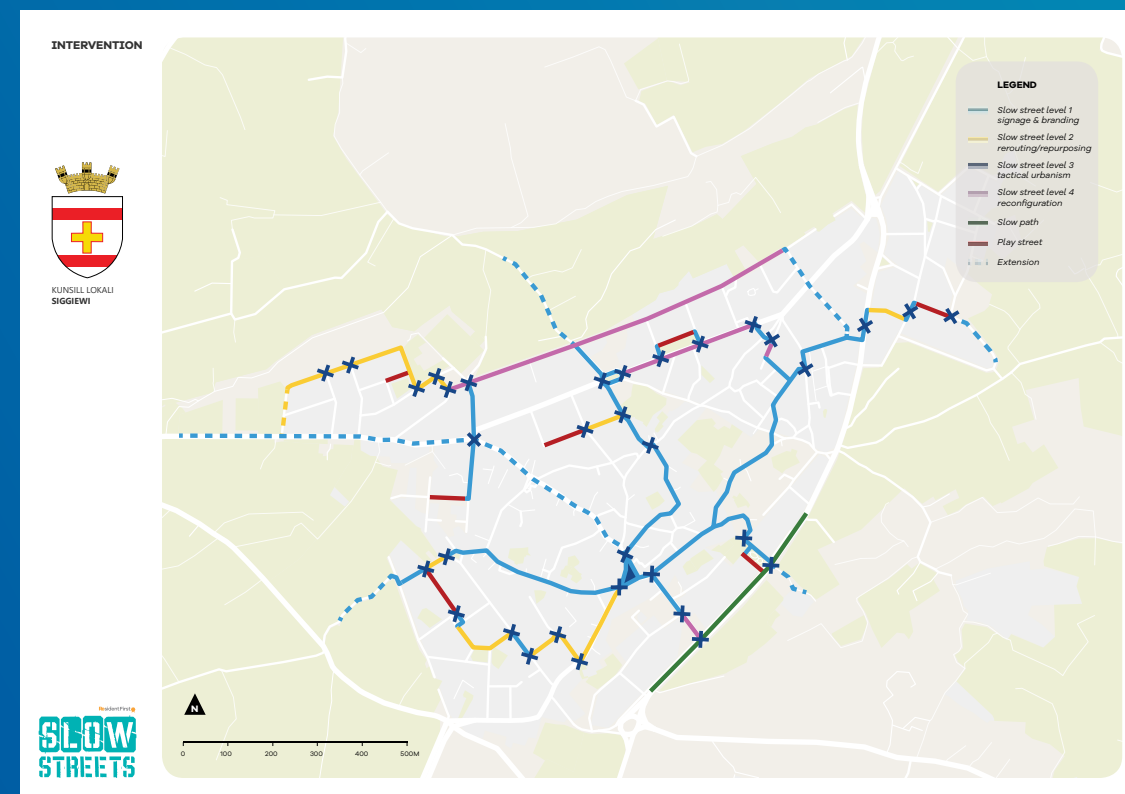 INTERVENTION
KUNSILL LOKALI
SIGGIEWI
LEGEND
Slow street level 1
signage & branding
Slow street level 2
rerouting/repurposing
Slow street level 3
tactical urbanism
Slow street level 4
reconfiguration
Slow path
Play street
Extension
ResidentFirst
SLOW
STREETS
N
0 100 200 300 400 500M